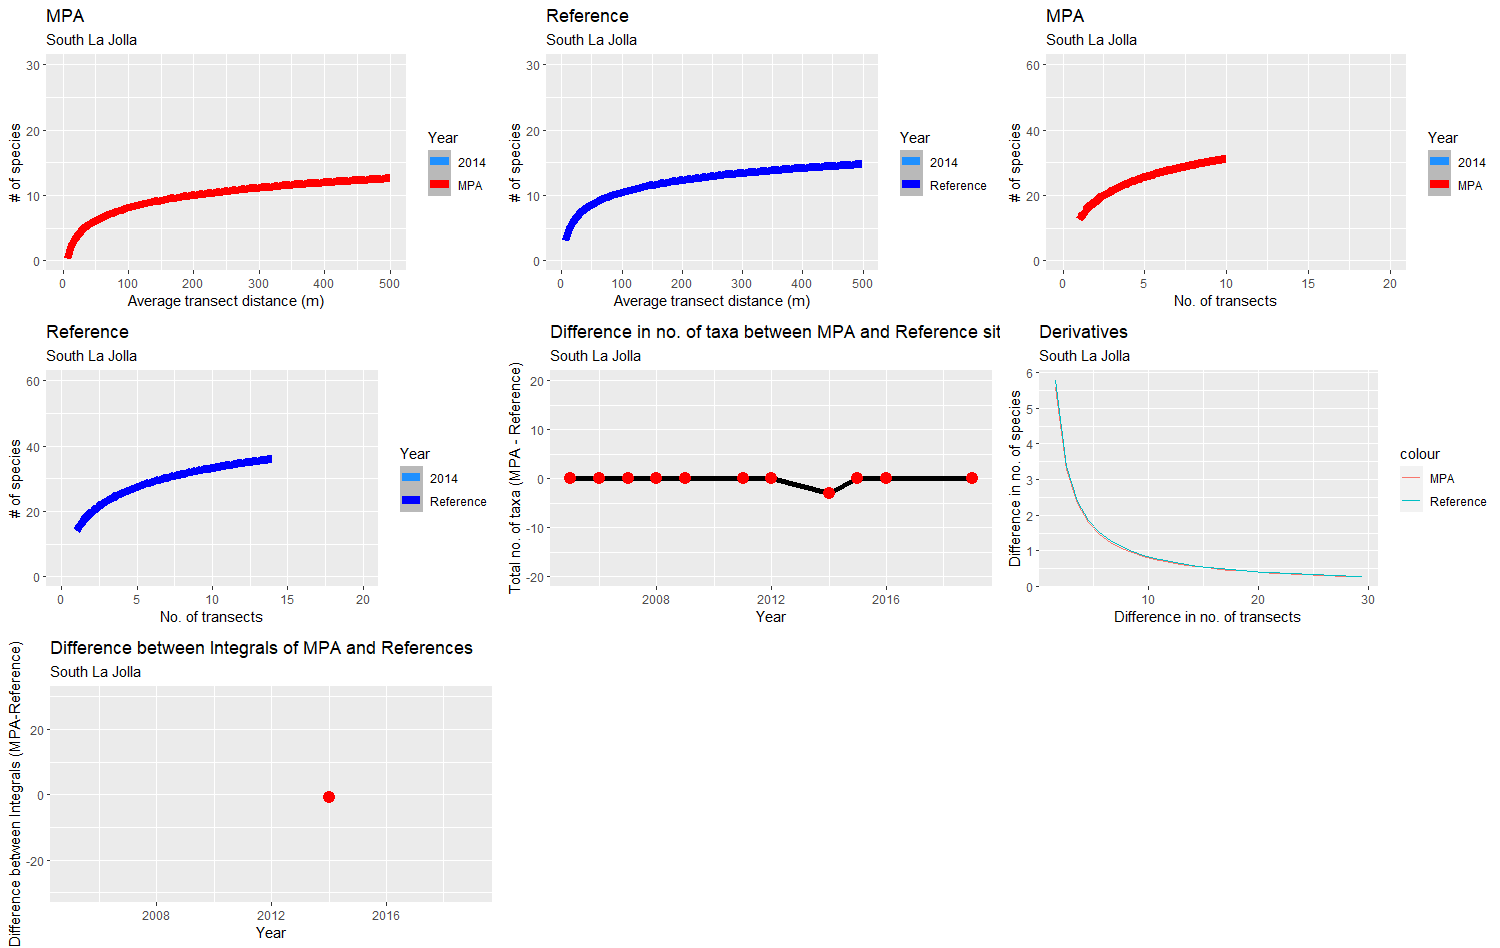 MPA
South La Jolla
# of species
30
20
10
0
0 100 200 300 400 500
Average transect distance (m)
Year
2014
MPA
Reference
South La Jolla
# of species
30
20
10
0
0 100 200 300 400 500
Average transect distance (m)
Year
2014
Reference
MPA
South La Jolla
# of species
60
40
20
0
0 5 10 15 20
No. of transects
Year
2014
MPA
Reference
South La Jolla
# of species
60
40
20
0
0 5 10 15 20
No. of transects
Year
2014
Reference
Difference in no. of taxa between MPA and Reference sit
South La Jolla
Total no. of taxa (MPA - Reference)
20
10
0
-10
-20
2008 2012 2016
Year
Derivatives
South La Jolla
Difference in no. of species
6
5
4
3
2
1
0
10 20 30
Difference in no. of transects
colour
MPA
Reference
Difference between Integrals of MPA and References
South La Jolla
Difference between Integrals (MPA-Reference)
20
0
-20
2008 2012 2016
Year